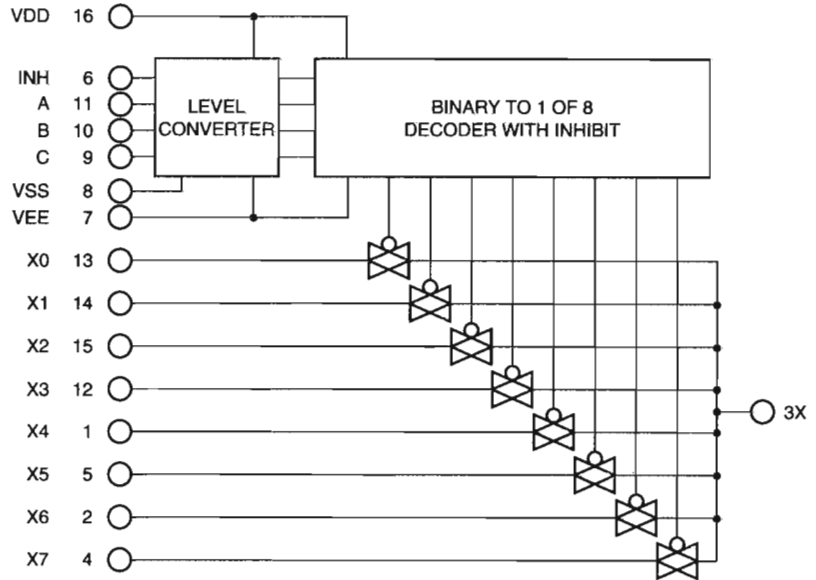 VDD 16
INH 6
A 11
B 10
C 9
VSS 8
VEE 7
LEVEL
CONVERTER
BINARY TO 1 OF 8
DECODER WITH INHIBIT
X0 13
X1 14
X2 15
X3 12
X4 1
X5 5
X6 2
X7 4
3X